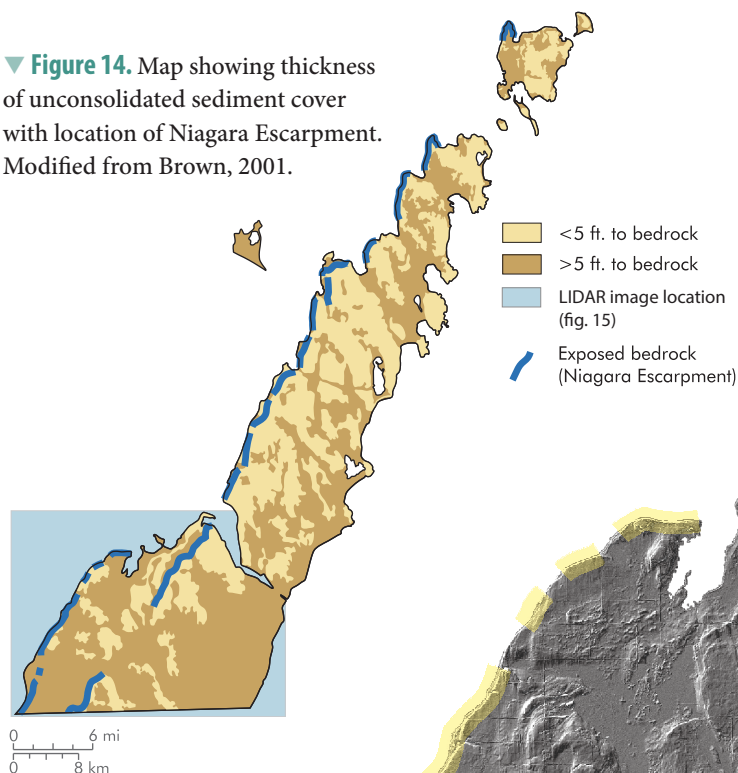 ▼ Figure 14. Map showing thickness
of unconsolidated sediment cover
with location of Niagara Escarpment.
Modified from Brown, 2001.
<5 ft. to bedrock
>5 ft. to bedrock
LIDAR image location
(fig. 15)
Exposed bedrock
(Niagara Escarpment)
0 6 mi
0 8 km